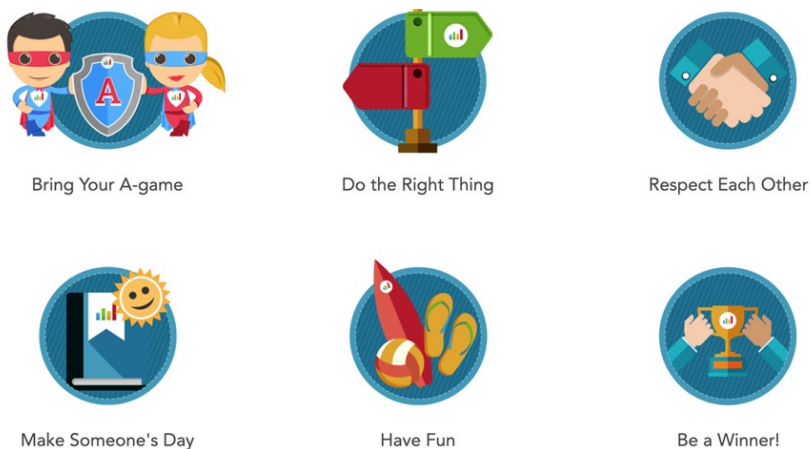 A
Bring Your A-game
Do the Right Thing
Respect Each Other
Make Someone's Day
Have Fun
Be a Winner!